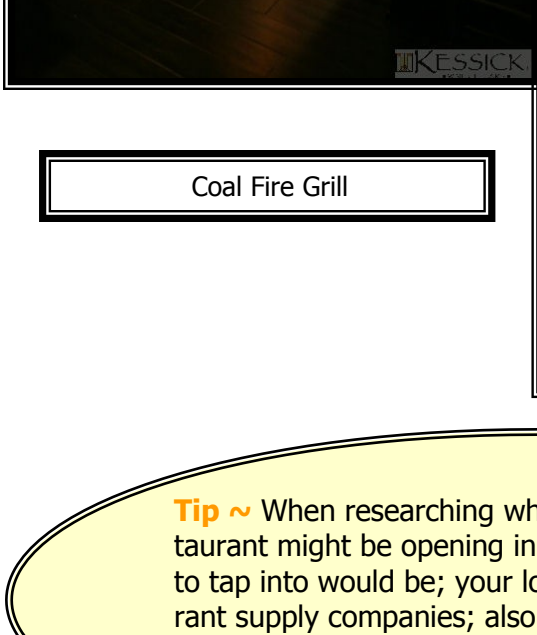 KESSICK
Coal Fire Grill
Tip ~ When researching wh
taurant might be opening in
to tap into would be; your lo
rant supply companies; also